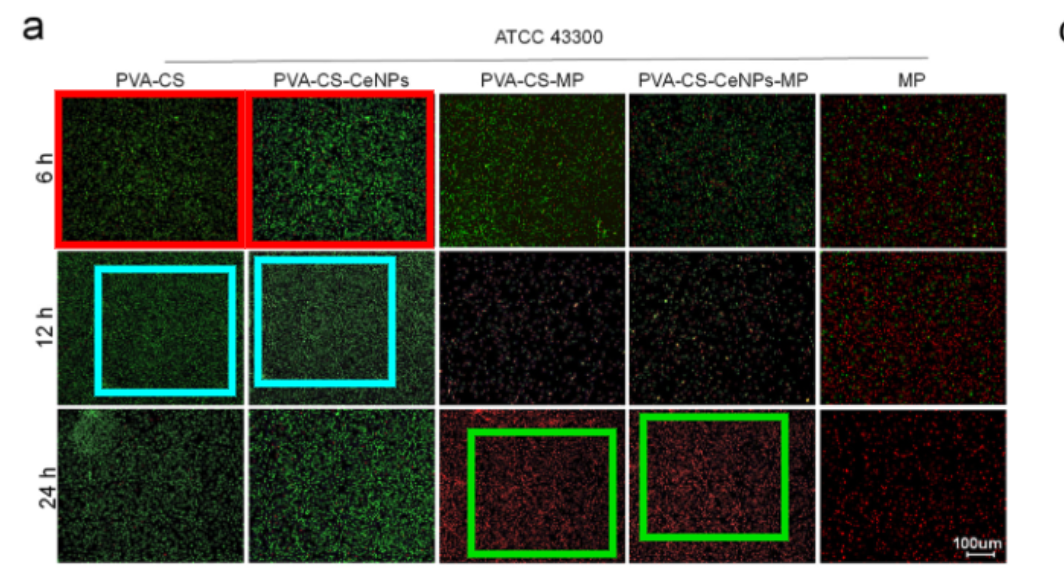 a
ATCC 43300
PVA-CS PVA-CS-CeNPs PVA-CS-MP PVA-CS-CeNPs-MP MP
6 h
12 h
24 h
100um